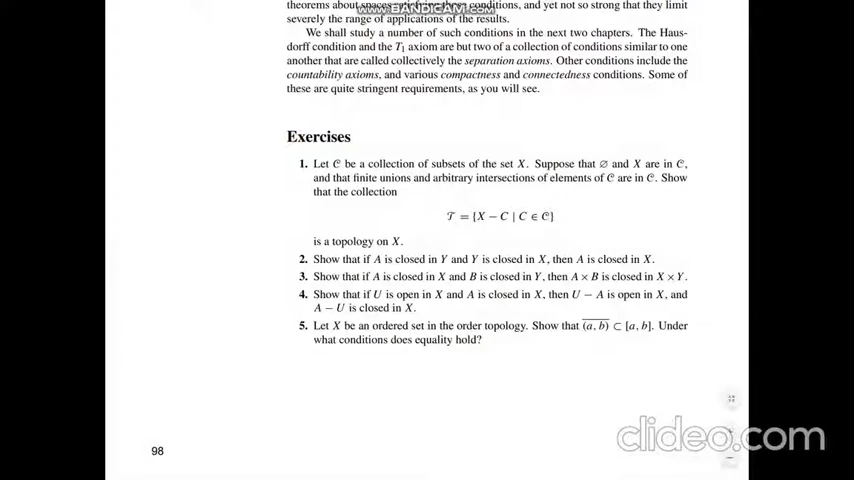 theorems about spaces satisfying these conditions, and yet not so strong that they limit
www.BANDICAM.com
severely the range of applications of the results.
We shall study a number of such conditions in the next two chapters. The Haus-
dorff condition and the T₁ axiom are but two of a collection of conditions similar to one
another that are called collectively the separation axioms. Other conditions include the
countability axioms, and various compactness and connectedness conditions. Some of
these are quite stringent requirements, as you will see.
Exercises
1. Let 𝒞 be a collection of subsets of the set X. Suppose that ∅ and X are in 𝒞,
and that finite unions and arbitrary intersections of elements of 𝒞 are in 𝒞. Show
that the collection
𝒯 = {X − C | C ∈ 𝒞}
is a topology on X.
2. Show that if A is closed in Y and Y is closed in X, then A is closed in X.
3. Show that if A is closed in X and B is closed in Y, then A × B is closed in X × Y.
4. Show that if U is open in X and A is closed in X, then U − A is open in X, and
A − U is closed in X.
5. Let X be an ordered set in the order topology. Show that \overline{(a, b)} ⊂ [a, b]. Under
what conditions does equality hold?
98
clideo.com